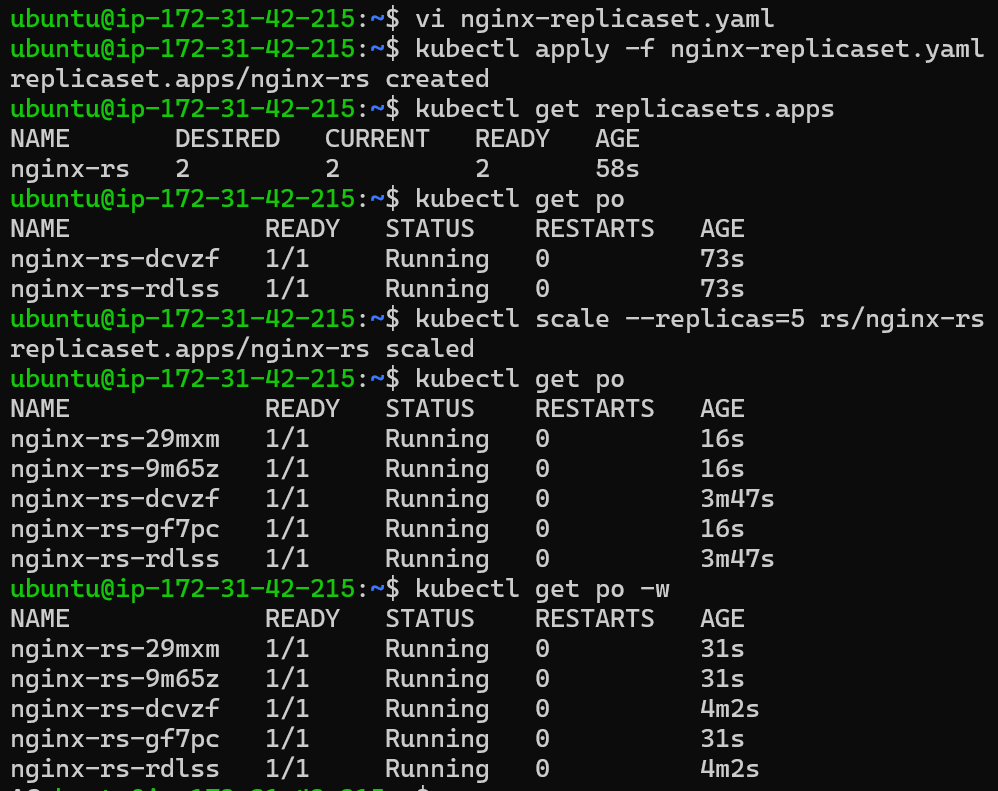 ubuntu@ip-172-31-42-215:~$ vi nginx-replicaset.yaml
ubuntu@ip-172-31-42-215:~$ kubectl apply -f nginx-replicaset.yaml
replicaset.apps/nginx-rs created
ubuntu@ip-172-31-42-215:~$ kubectl get replicasets.apps
NAME       DESIRED   CURRENT   READY   AGE
nginx-rs   2         2         2       58s
ubuntu@ip-172-31-42-215:~$ kubectl get po
NAME             READY   STATUS    RESTARTS   AGE
nginx-rs-dcvzf   1/1     Running   0          73s
nginx-rs-rdlss   1/1     Running   0          73s
ubuntu@ip-172-31-42-215:~$ kubectl scale --replicas=5 rs/nginx-rs
replicaset.apps/nginx-rs scaled
ubuntu@ip-172-31-42-215:~$ kubectl get po
NAME             READY   STATUS    RESTARTS   AGE
nginx-rs-29mxm   1/1     Running   0          16s
nginx-rs-9m65z   1/1     Running   0          16s
nginx-rs-dcvzf   1/1     Running   0          3m47s
nginx-rs-gf7pc   1/1     Running   0          16s
nginx-rs-rdlss   1/1     Running   0          3m47s
ubuntu@ip-172-31-42-215:~$ kubectl get po -w
NAME             READY   STATUS    RESTARTS   AGE
nginx-rs-29mxm   1/1     Running   0          31s
nginx-rs-9m65z   1/1     Running   0          31s
nginx-rs-dcvzf   1/1     Running   0          4m2s
nginx-rs-gf7pc   1/1     Running   0          31s
nginx-rs-rdlss   1/1     Running   0          4m2s